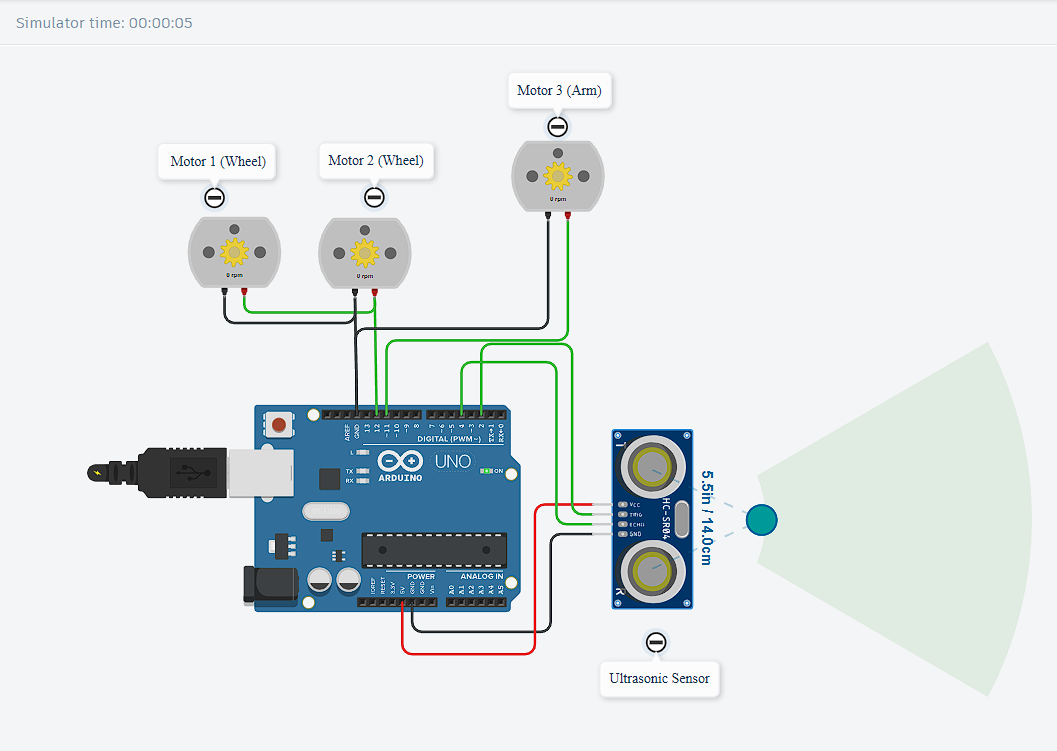 Simulator time: 00:00:05
Motor 3 (Arm)
Motor 1 (Wheel)
Motor 2 (Wheel)
0 rpm
0 rpm
0 rpm
AREF
GND
13
12
~11
~10
~9
8
7
~6
~5
4
~3
2
TX→1
RX←0
DIGITAL (PWM~)
L
TX
RX
UNO
ARDUINO
ON
T
VCC
TRIG
ECHO
GND
HC-SR04
R
5.5in / 14.0cm
POWER
ANALOG IN
IOREF
RESET
3.3V
5V
GND
GND
Vin
A0
A1
A2
A3
A4
A5
Ultrasonic Sensor